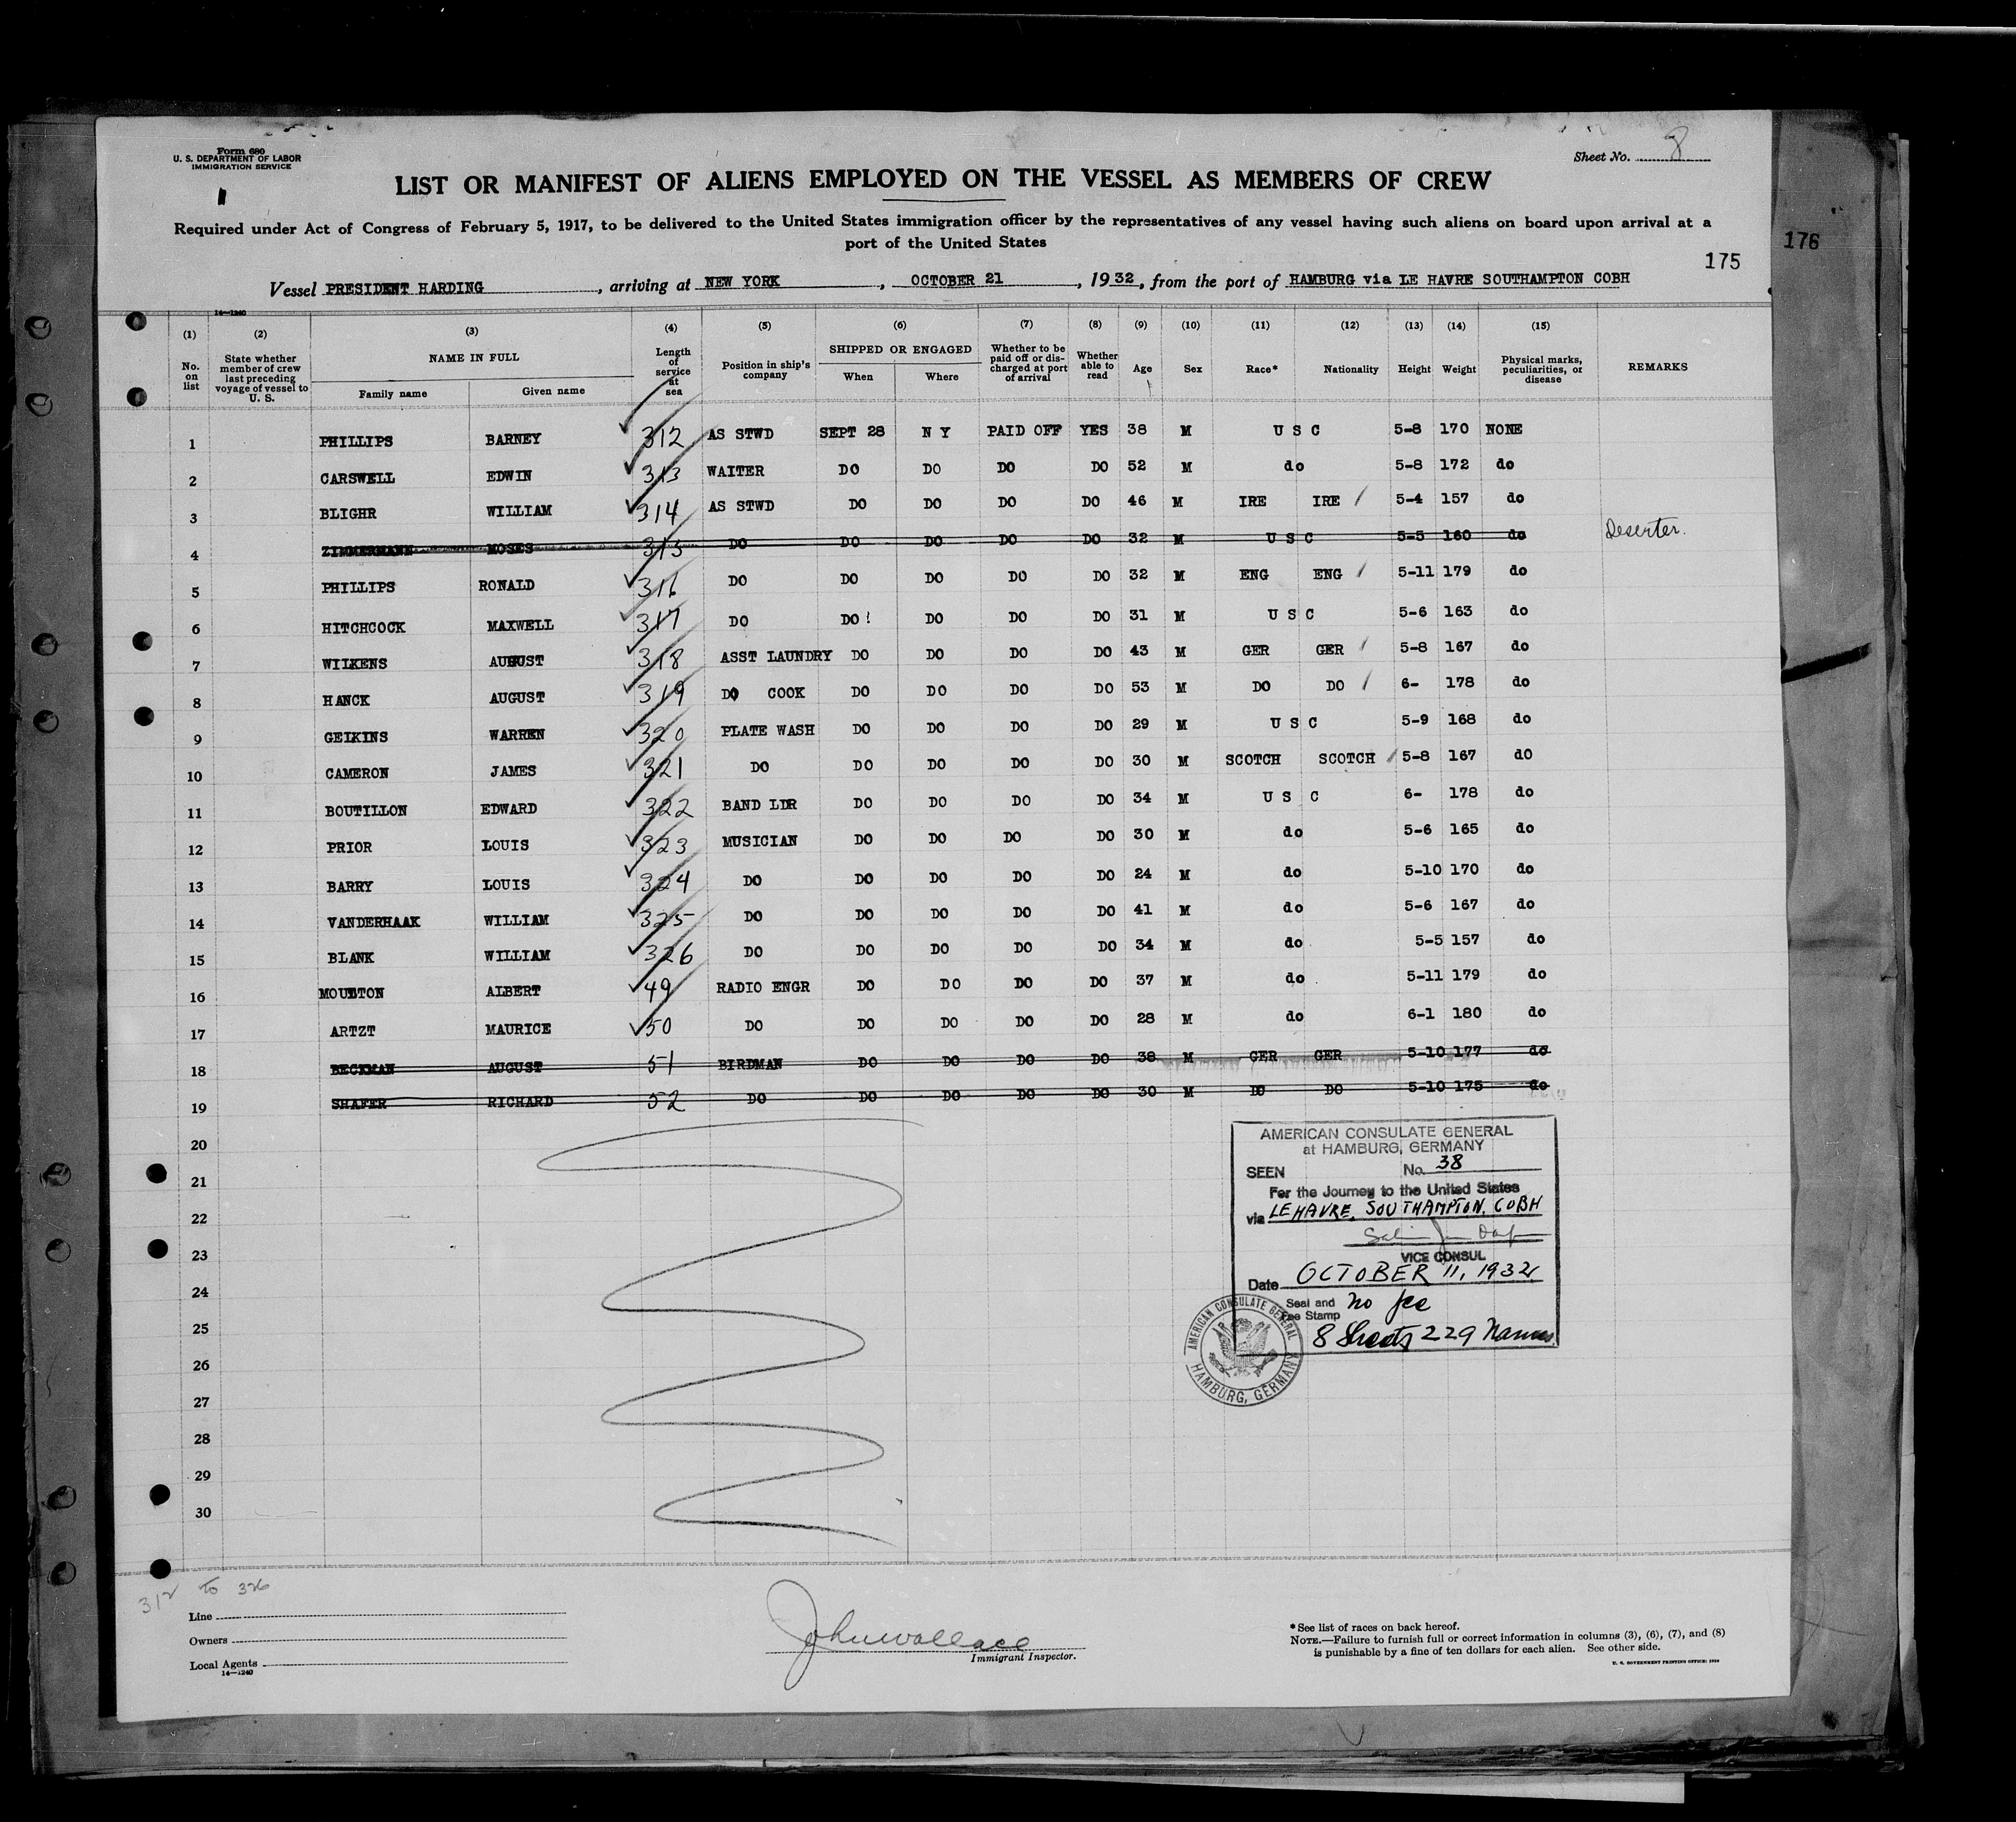 Form 680
U. S. DEPARTMENT OF LABOR
IMMIGRATION SERVICE
Sheet No. 8
LIST OR MANIFEST OF ALIENS EMPLOYED ON THE VESSEL AS MEMBERS OF CREW
Required under Act of Congress of February 5, 1917, to be delivered to the United States immigration officer by the representatives of any vessel having such aliens on board upon arrival at a
port of the United States
176
175
Vessel PRESIDENT HARDING, arriving at NEW YORK, OCTOBER 21, 1932, from the port of HAMBURG via LE HAVRE SOUTHAMPTON COBH
14—1240
(1) (2) (3) (4) (5) (6) (7) (8) (9) (10) (11) (12) (13) (14) (15)
No. on list State whether member of crew last preceding voyage of vessel to U. S. NAME IN FULL Family name Given name Length of service at sea Position in ship's company SHIPPED OR ENGAGED When Where Whether to be paid off or discharged at port of arrival Whether able to read Age Sex Race* Nationality Height Weight Physical marks, peculiarities, or disease REMARKS
1 PHILLIPS BARNEY 312 AS STWD SEPT 28 N Y PAID OFF YES 38 M U S C 5-8 170 NONE
2 CARSWELL EDWIN 313 WAITER DO DO DO DO 52 M do 5-8 172 do
3 BLIGHR WILLIAM 314 AS STWD DO DO DO DO 46 M IRE IRE 5-4 157 do
4 ZIMMERMANN MOSES 315 DO DO DO DO DO 32 M U S C 5-5 160 do Deserter.
5 PHILLIPS RONALD 316 DO DO DO DO DO 32 M ENG ENG 5-11 179 do
6 HITCHCOCK MAXWELL 317 DO DO DO DO DO 31 M U S C 5-6 163 do
7 WILKENS AUGUST 318 ASST LAUNDRY DO DO DO DO 43 M GER GER 5-8 167 do
8 HANCK AUGUST 319 DO COOK DO DO DO DO 53 M DO DO 6- 178 do
9 GEIKINS WARREN 320 PLATE WASH DO DO DO DO 29 M U S C 5-9 168 do
10 CAMERON JAMES 321 DO DO DO DO DO 30 M SCOTCH SCOTCH 5-8 167 dO
11 BOUTILLON EDWARD 322 BAND LDR DO DO DO DO 34 M U S C 6- 178 do
12 PRIOR LOUIS 323 MUSICIAN DO DO DO DO 30 M do 5-6 165 do
13 BARRY LOUIS 324 DO DO DO DO DO 24 M do 5-10 170 do
14 VANDERHAAK WILLIAM 325 DO DO DO DO DO 41 M do 5-6 167 do
15 BLANK WILLIAM 326 DO DO DO DO DO 34 M do 5-5 157 do
16 MOULTON ALBERT 49 RADIO ENGR DO DO DO DO 37 M do 5-11 179 do
17 ARTZT MAURICE 50 DO DO DO DO DO 28 M do 6-1 180 do
18 BECKMAN AUGUST 51 BIRDMAN DO DO DO DO 38 M GER GER 5-10 177 do
19 SHAFER RICHARD 52 DO DO DO DO DO 30 M DO DO 5-10 175 do
20
21
22
23
24
25
26
27
28
29
30
AMERICAN CONSULATE GENERAL
at HAMBURG, GERMANY
SEEN No. 38
For the Journey to the United States
via LE HAVRE, SOUTHAMPTON, COBH
VICE CONSUL
Date OCTOBER 11, 1932
Seal and Fee Stamp no fee
8 Sheets 229 names
AMERICAN CONSULATE GENERAL HAMBURG, GERMANY
312 to 326
Line
Owners
Local Agents
14—1240
John Wallace
Immigrant Inspector.
*See list of races on back hereof.
NOTE.—Failure to furnish full or correct information in columns (3), (6), (7), and (8)
is punishable by a fine of ten dollars for each alien. See other side.